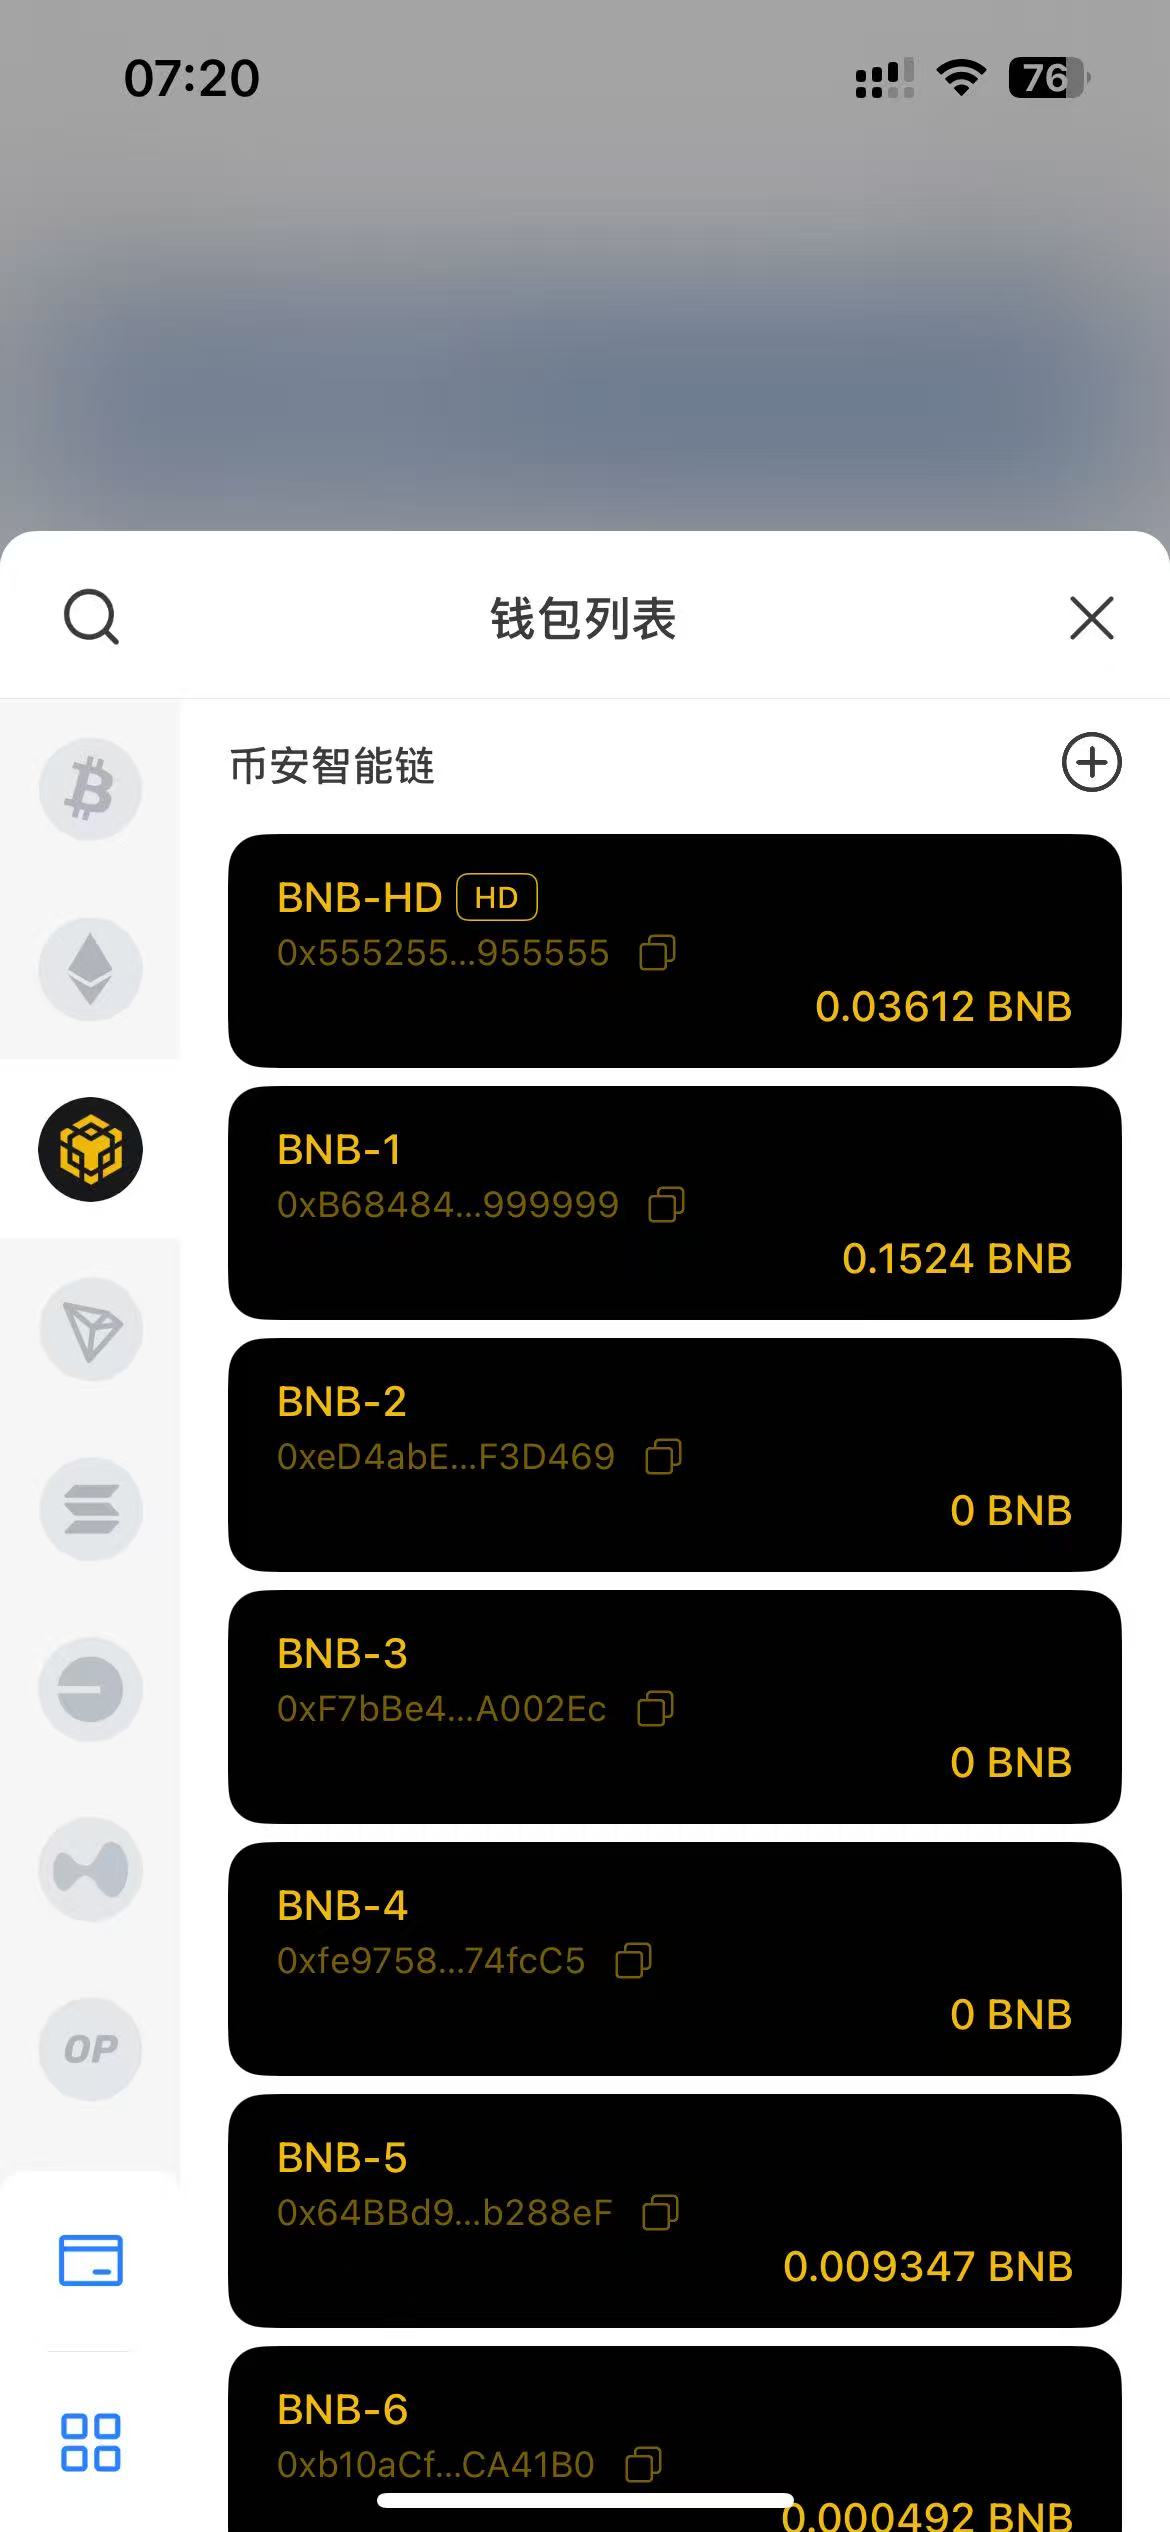 07:20
76
钱包列表
币安智能链
BNB-HD HD
0x555255...955555
0.03612 BNB
BNB-1
0xB68484...999999
0.1524 BNB
BNB-2
0xeD4abE...F3D469
0 BNB
BNB-3
0xF7bBe4...A002Ec
0 BNB
BNB-4
0xfe9758...74fcC5
0 BNB
OP
BNB-5
0x64BBd9...b288eF
0.009347 BNB
BNB-6
0xb10aCf...CA41B0
0.000492 BNB